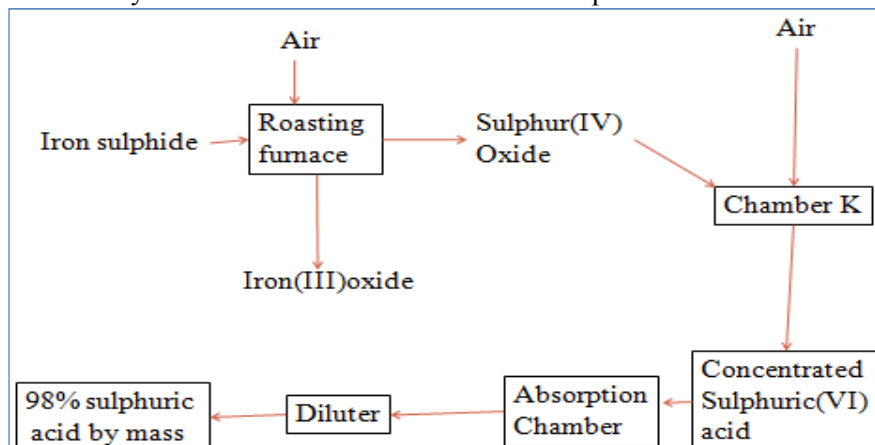 Air
Air
Iron sulphide
Roasting
furnace
Sulphur(IV)
Oxide
Chamber K
Iron(III)oxide
Concentrated
Sulphuric(VI)
acid
Absorption
Chamber
Diluter
98% sulphuric
acid by mass